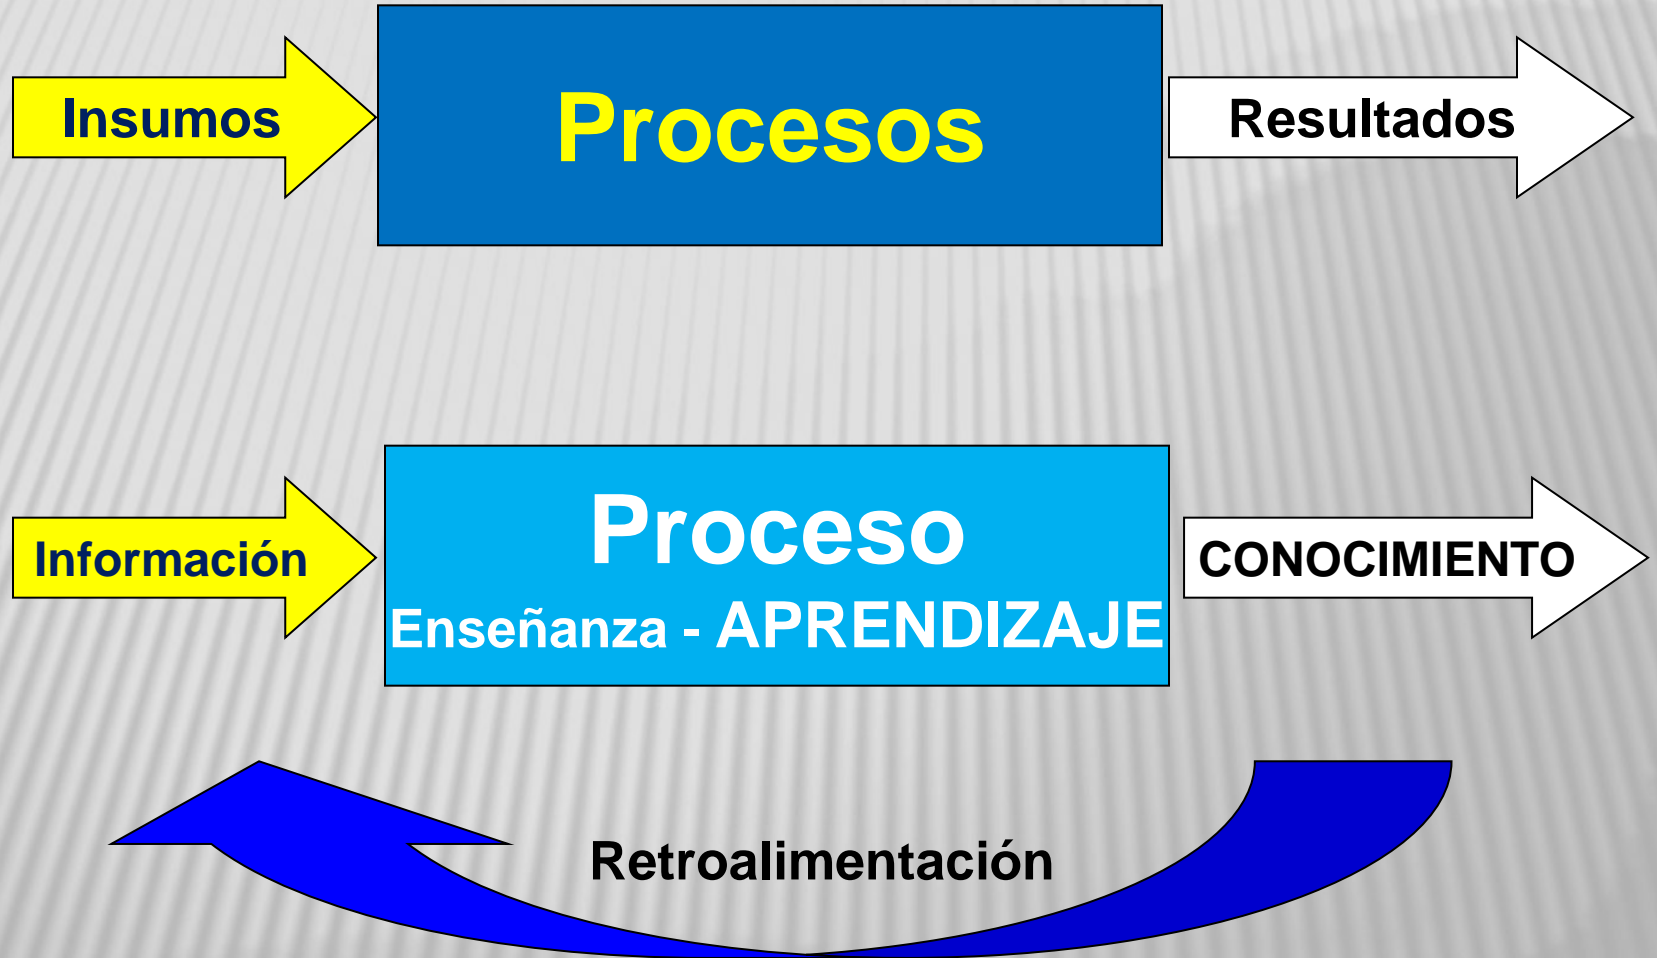 Insumos
Procesos
Resultados
Información
Proceso
Enseñanza - APRENDIZAJE
CONOCIMIENTO
Retroalimentación